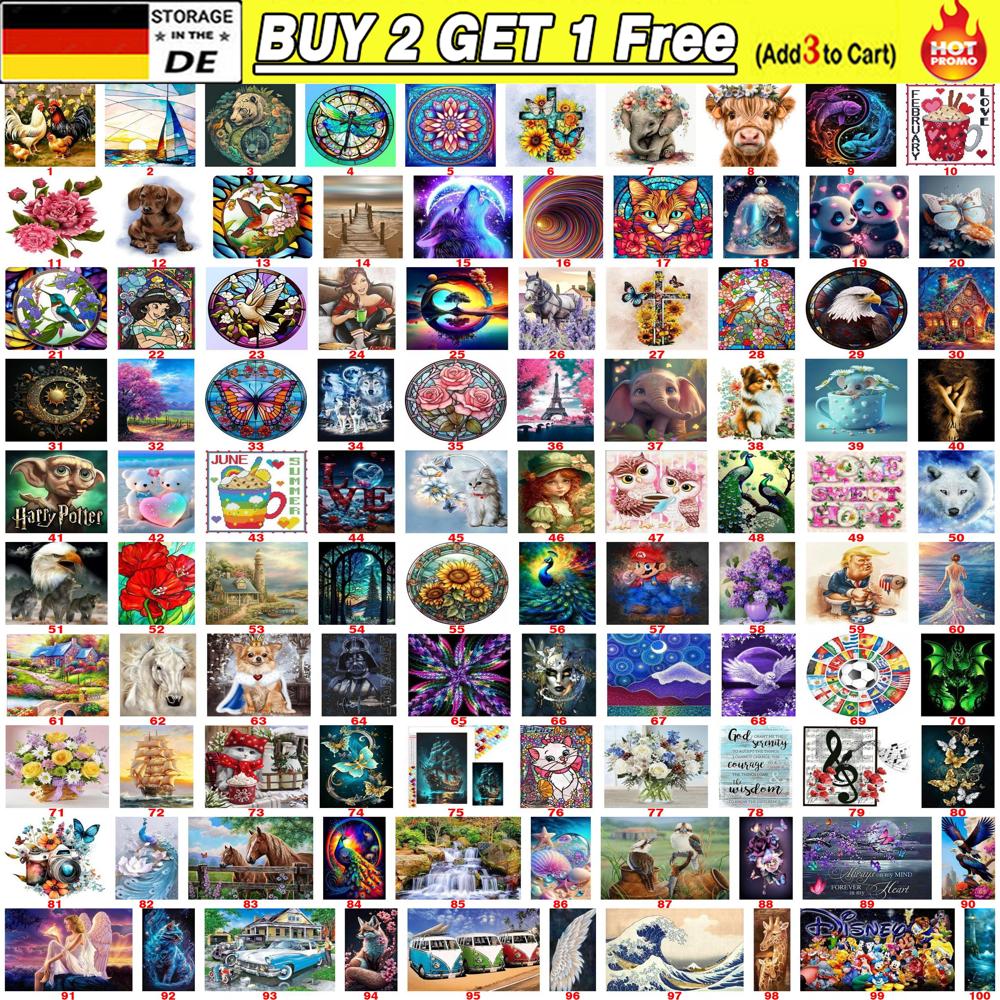 STORAGE
IN THE
DE
BUY 2 GET 1 Free
(Add 3 to Cart)
HOT
PROMO
FEBRUARY
LOVE
1 2 3 4 5 6 7 8 9 10
11 12 13 14 15 16 17 18 19 20
21 22 23 24 25 26 27 28 29 30
31 32 33 34 35 36 37 38 39 40
Harry Potter
JUNE
SUMMER
LOVE
HOME
SWEET
HOME
41 42 43 44 45 46 47 48 49 50
51 52 53 54 55 56 57 58 59 60
61 62 63 64 65 66 67 68 69 70
God
serenity
courage
wisdom
71 72 73 74 75 76 77 78 79 80
Always on my MIND
FOREVER in my Heart
81 82 83 84 85 86 87 88 89 90
DISNEY
91 92 93 94 95 96 97 98 99 100